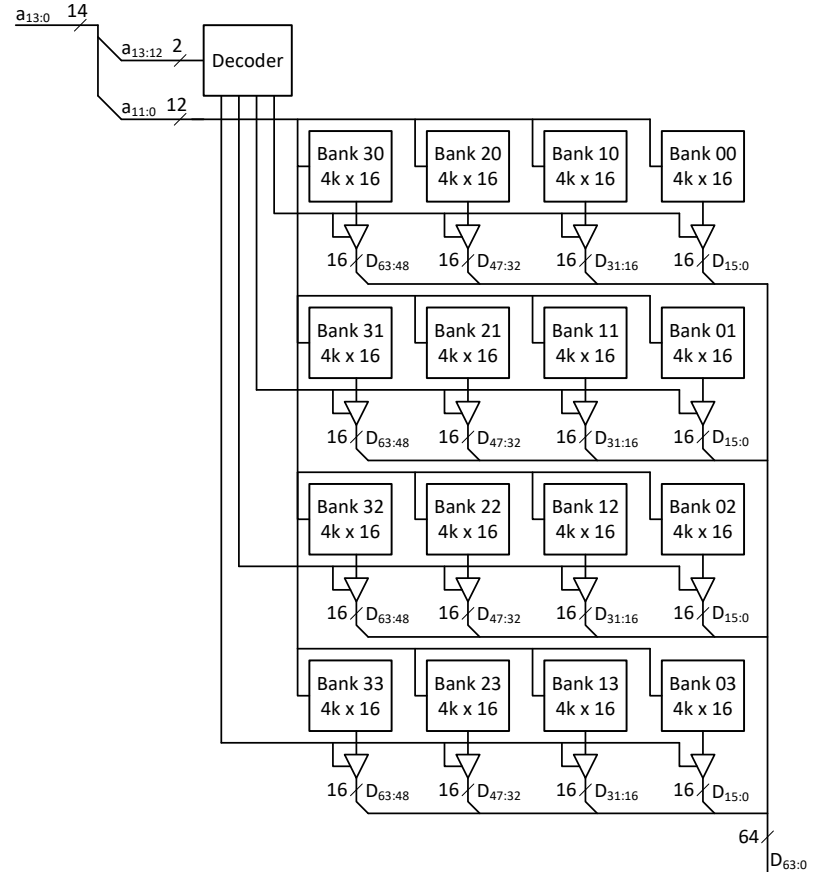 a13:0 14
a13:12 2
Decoder
a11:0 12
Bank 30 Bank 20 Bank 10 Bank 00
4k x 16 4k x 16 4k x 16 4k x 16
16 D63:48 16 D47:32 16 D31:16 16 D15:0
Bank 31 Bank 21 Bank 11 Bank 01
4k x 16 4k x 16 4k x 16 4k x 16
16 D63:48 16 D47:32 16 D31:16 16 D15:0
Bank 32 Bank 22 Bank 12 Bank 02
4k x 16 4k x 16 4k x 16 4k x 16
16 D63:48 16 D47:32 16 D31:16 16 D15:0
Bank 33 Bank 23 Bank 13 Bank 03
4k x 16 4k x 16 4k x 16 4k x 16
16 D63:48 16 D47:32 16 D31:16 16 D15:0
64
D63:0